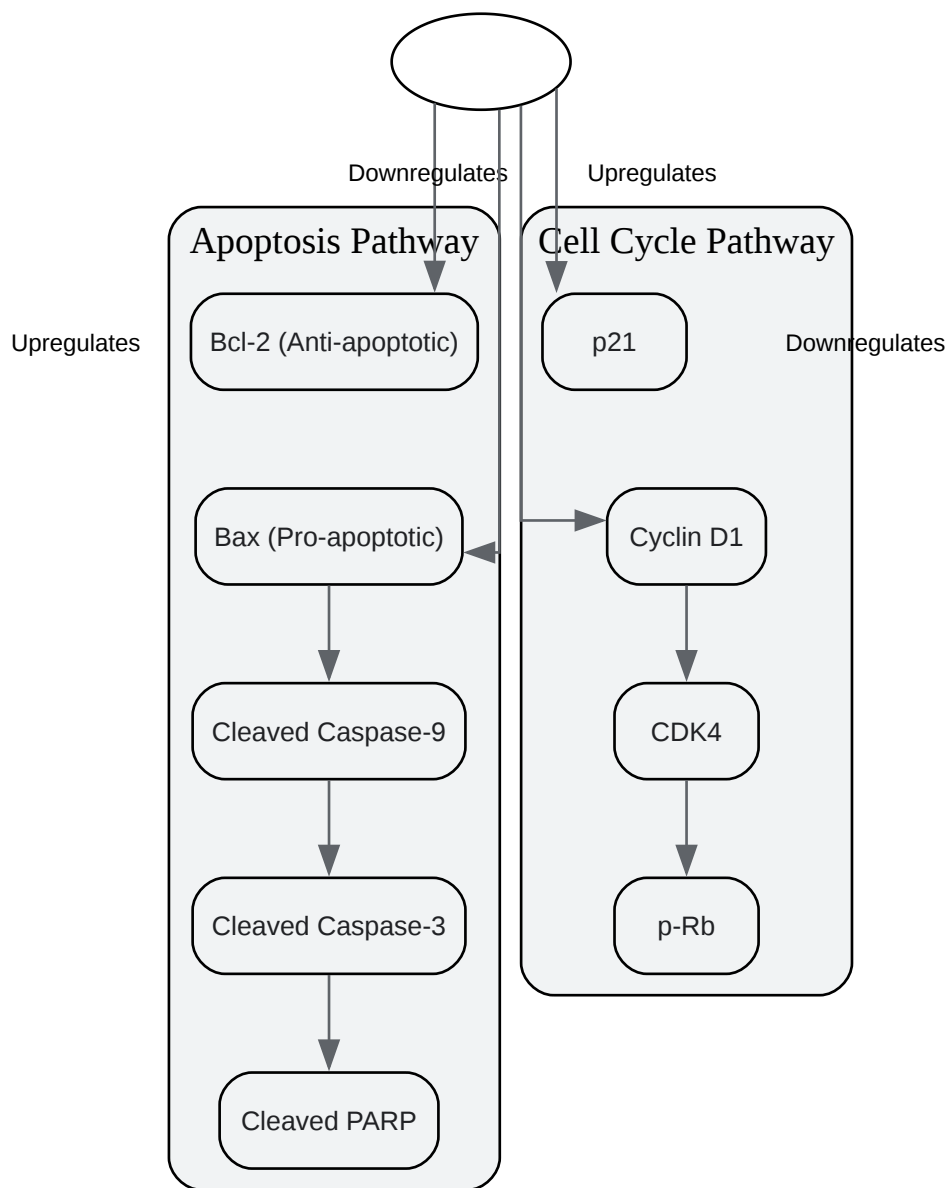 Downregulates
Upregulates
Apoptosis Pathway
Cell Cycle Pathway
Upregulates
Bcl-2 (Anti-apoptotic)
p21
Downregulates
Bax (Pro-apoptotic)
Cyclin D1
Cleaved Caspase-9
CDK4
Cleaved Caspase-3
p-Rb
Cleaved PARP